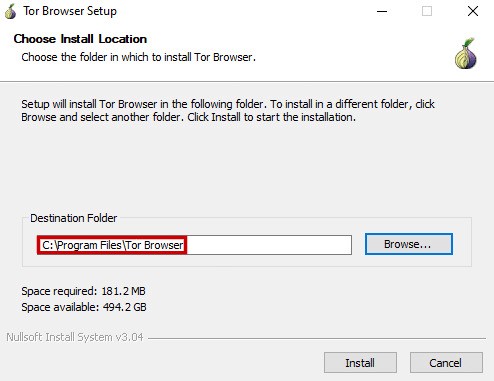 Tor Browser Setup
Choose Install Location
Choose the folder in which to install Tor Browser.
Setup will install Tor Browser in the following folder. To install in a different folder, click
Browse and select another folder. Click Install to start the installation.
Destination Folder
C:\Program Files\Tor Browser
Browse...
Space required: 181.2 MB
Space available: 494.2 GB
Nullsoft Install System v3.04
Install
Cancel